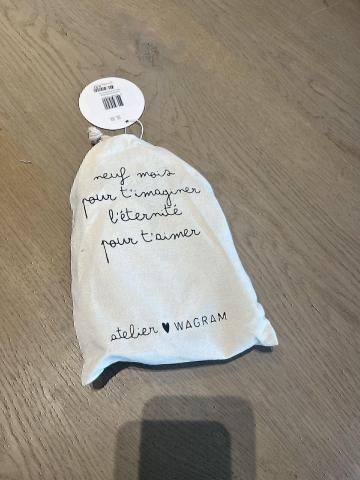 neuf mois
pour t'imaginer
l'éternité
pour t'aimer
atelier ♥ WAGRAM